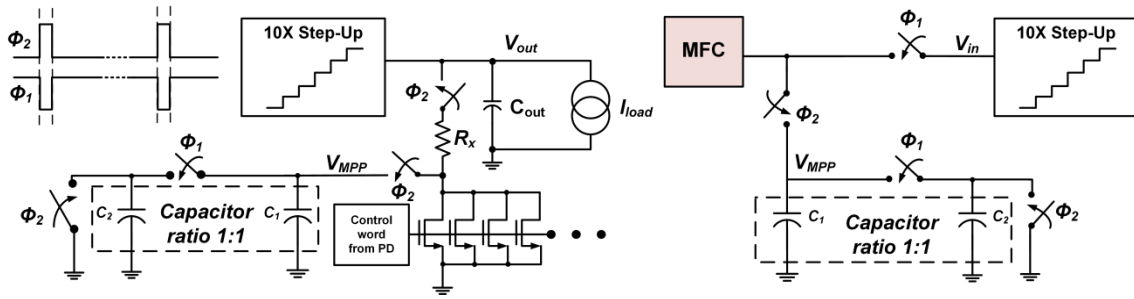 Φ2
Φ1
10X Step-Up
Vout
Φ2
Cout
Iload
Rx
Φ1
VMPP
Φ2
Φ2
C2
Capacitor
ratio 1:1
C1
Control
word
from PD
MFC
Φ1
Vin
10X Step-Up
Φ2
VMPP
Φ1
C1
Capacitor
ratio 1:1
C2
Φ2